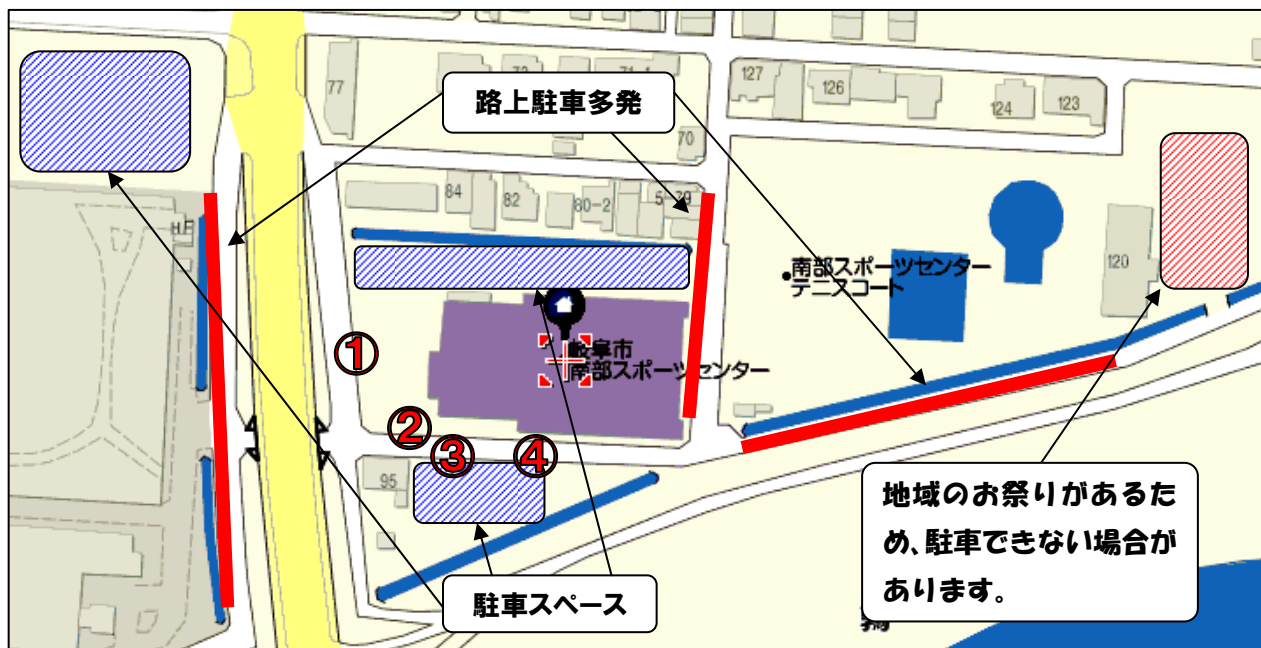 路上駐車多発
77
73
71-1
127
126
124
123
70
84
82
80-2
5-79
南部スポーツセンター
テニスコート
120
①
岐阜市
南部スポーツセンター
②
③
④
95
地域のお祭りがあるた
め、駐車できない場合が
あります。
駐車スペース